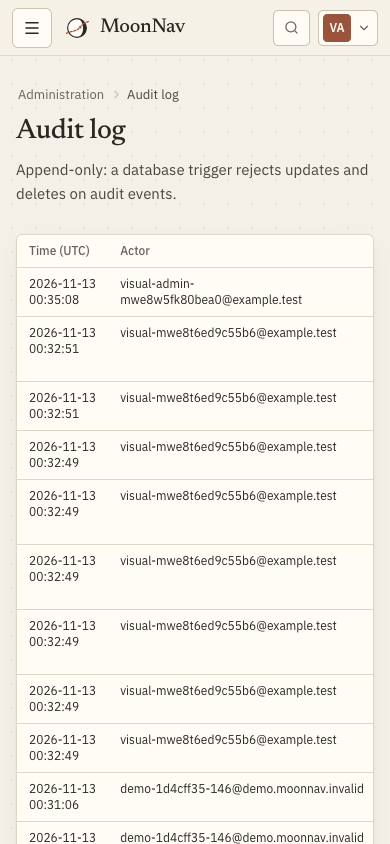 MoonNav
VA
Administration > Audit log
Audit log
Append-only: a database trigger rejects updates and
deletes on audit events.
Time (UTC) Actor
2026-11-13 visual-admin-
00:35:08 mwe8w5fk80bea0@example.test
2026-11-13 visual-mwe8t6ed9c55b6@example.test
00:32:51
2026-11-13 visual-mwe8t6ed9c55b6@example.test
00:32:51
2026-11-13 visual-mwe8t6ed9c55b6@example.test
00:32:49
2026-11-13 visual-mwe8t6ed9c55b6@example.test
00:32:49
2026-11-13 visual-mwe8t6ed9c55b6@example.test
00:32:49
2026-11-13 visual-mwe8t6ed9c55b6@example.test
00:32:49
2026-11-13 visual-mwe8t6ed9c55b6@example.test
00:32:49
2026-11-13 visual-mwe8t6ed9c55b6@example.test
00:32:49
2026-11-13 demo-1d4cff35-146@demo.moonnav.invalid
00:31:06
2026-11-13 demo-1d4cff35-146@demo.moonnav.invalid